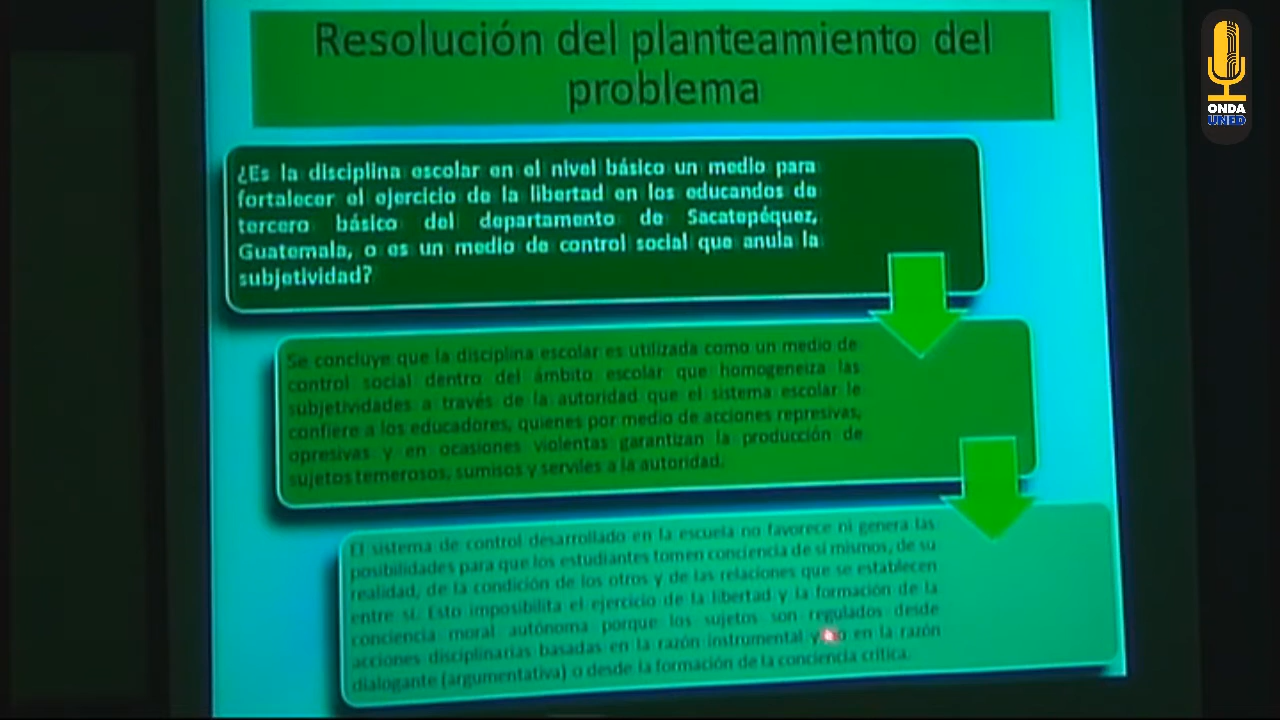 Resolución del planteamiento del
problema
¿Es la disciplina escolar en el nivel básico un medio para
fortalecer el ejercicio de la libertad en los educandos de
tercero básico del departamento de Sacatepéquez,
Guatemala, o es un medio de control social que anula la
subjetividad?
Se concluye que la disciplina escolar es utilizada como un medio de
control social dentro del ámbito escolar que homogeneiza las
subjetividades a través de la autoridad que el sistema escolar le
confiere a los educadores, quienes por medio de acciones represivas,
opresivas y en ocasiones violentas garantizan la producción de
sujetos temerosos, sumisos y serviles a la autoridad.
El sistema de control desarrollado en la escuela no favorece ni genera las
posibilidades para que los estudiantes tomen conciencia de sí mismos, de su
realidad, de la condición de los otros y de las relaciones que se establecen
entre sí. Esto imposibilita el ejercicio de la libertad y la formación de la
conciencia moral autónoma porque los sujetos son regulados desde
acciones disciplinarias basadas en la razón instrumental y no en la razón
dialogante (argumentativa) o desde la formación de la conciencia crítica.
ONDA
UNED